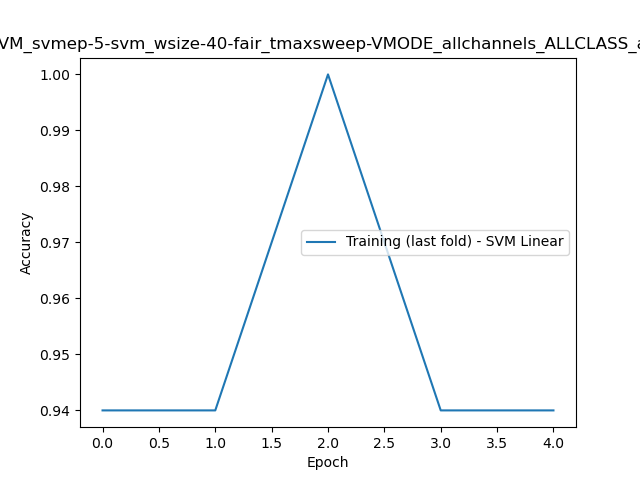 VM_svmep-5-svm_wsize-40-fair_tmaxsweep-VMODE_allchannels_ALLCLASS_a
1.00
0.99
0.98
0.97
0.96
0.95
0.94
Accuracy
Training (last fold) - SVM Linear
0.0 0.5 1.0 1.5 2.0 2.5 3.0 3.5 4.0
Epoch